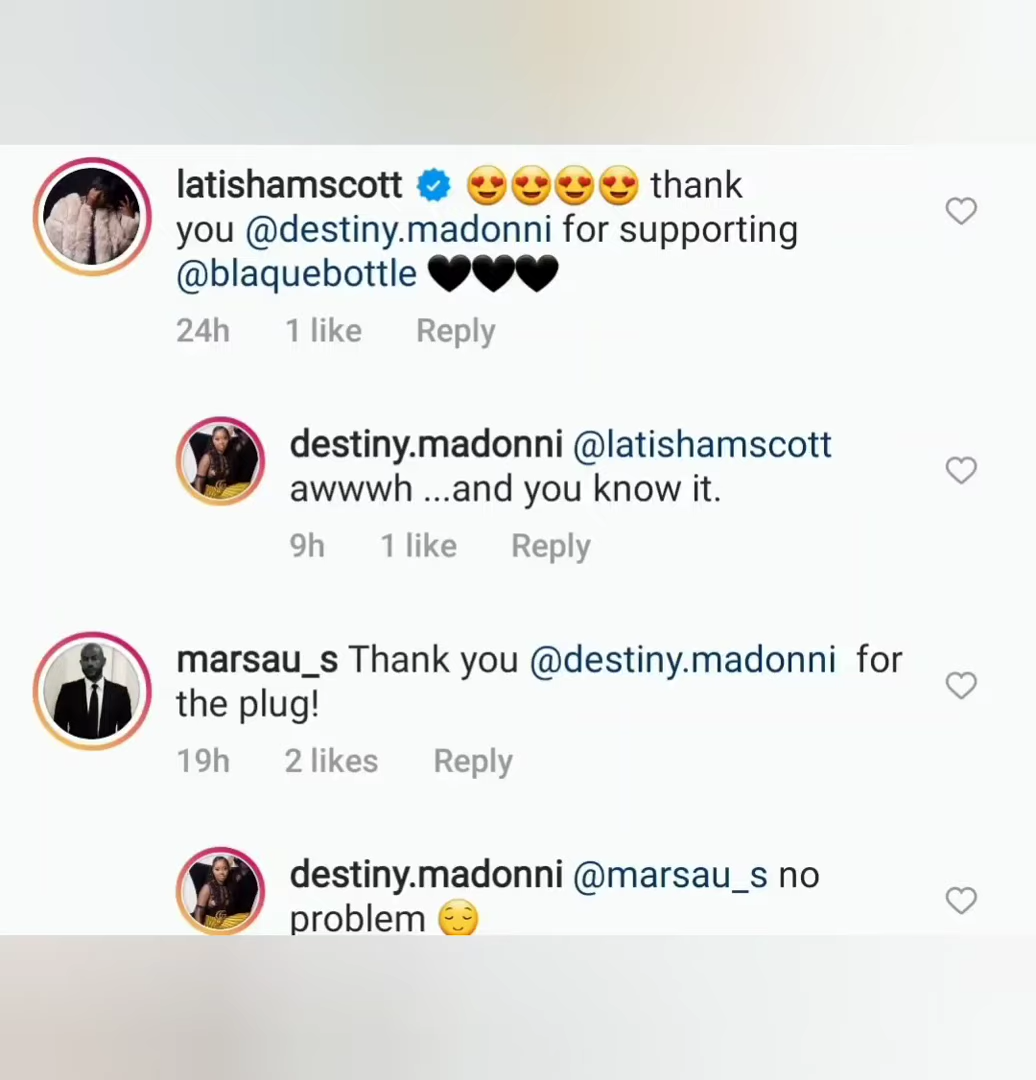 latishamscott 😍😍😍😍 thank
you @destiny.madonni for supporting
@blaquebottle 🖤🖤🖤
24h 1 like Reply
destiny.madonni @latishamscott
awwwh ...and you know it.
9h 1 like Reply
marsau_s Thank you @destiny.madonni for
the plug!
19h 2 likes Reply
destiny.madonni @marsau_s no
problem 😌